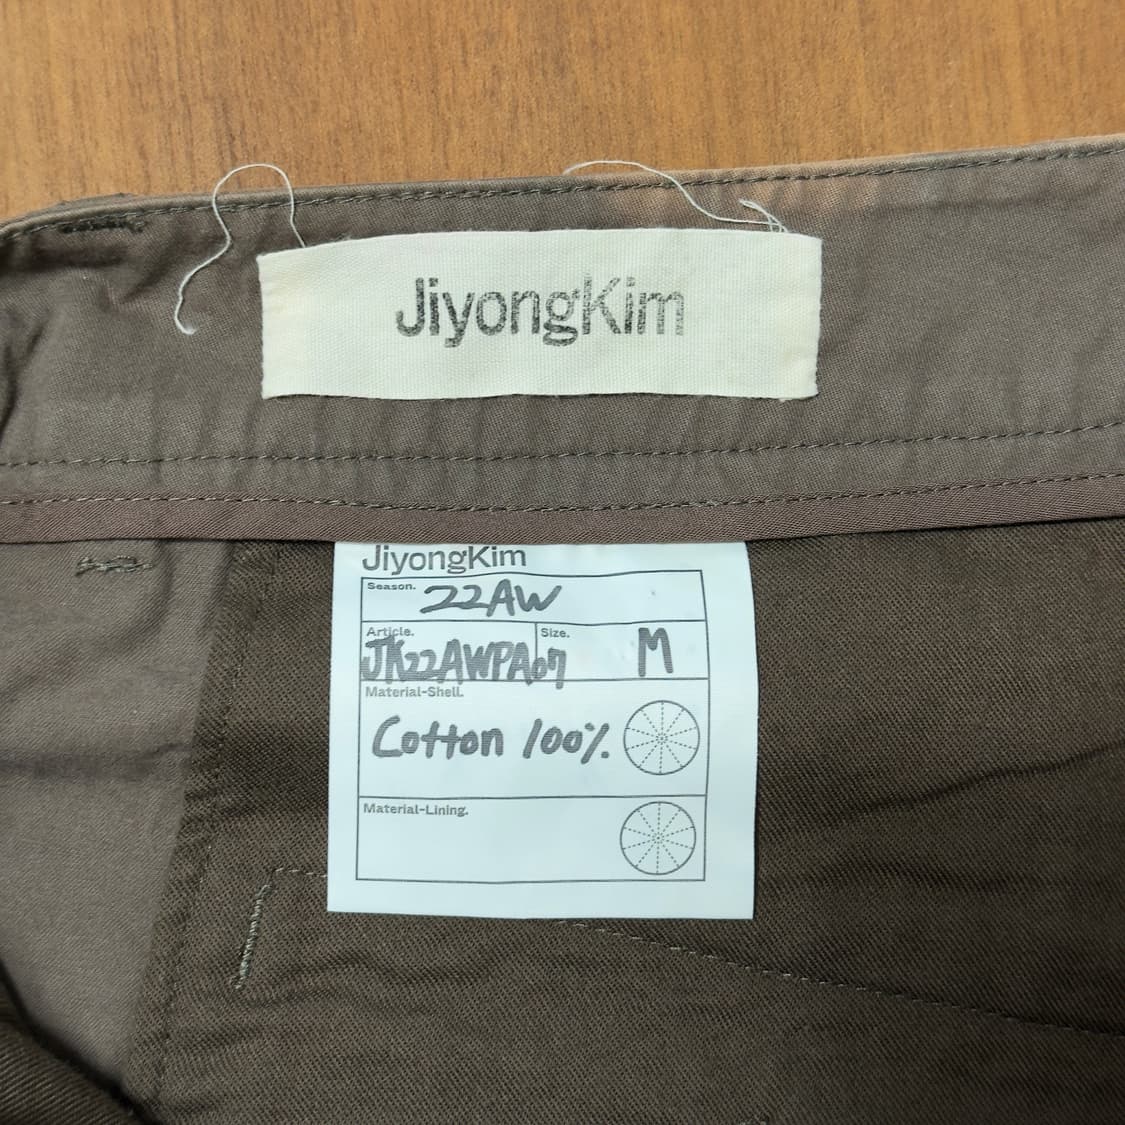 JiyongKim
JiyongKim
Season. 22AW
Article. JK22AWPA07
Size. M
Material-Shell.
Cotton 100%
Material-Lining.